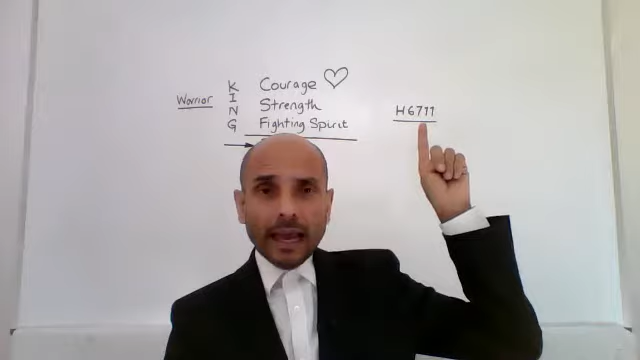 Warrior
K
I
N
G
Courage
Strength
Fighting Spirit
H6711